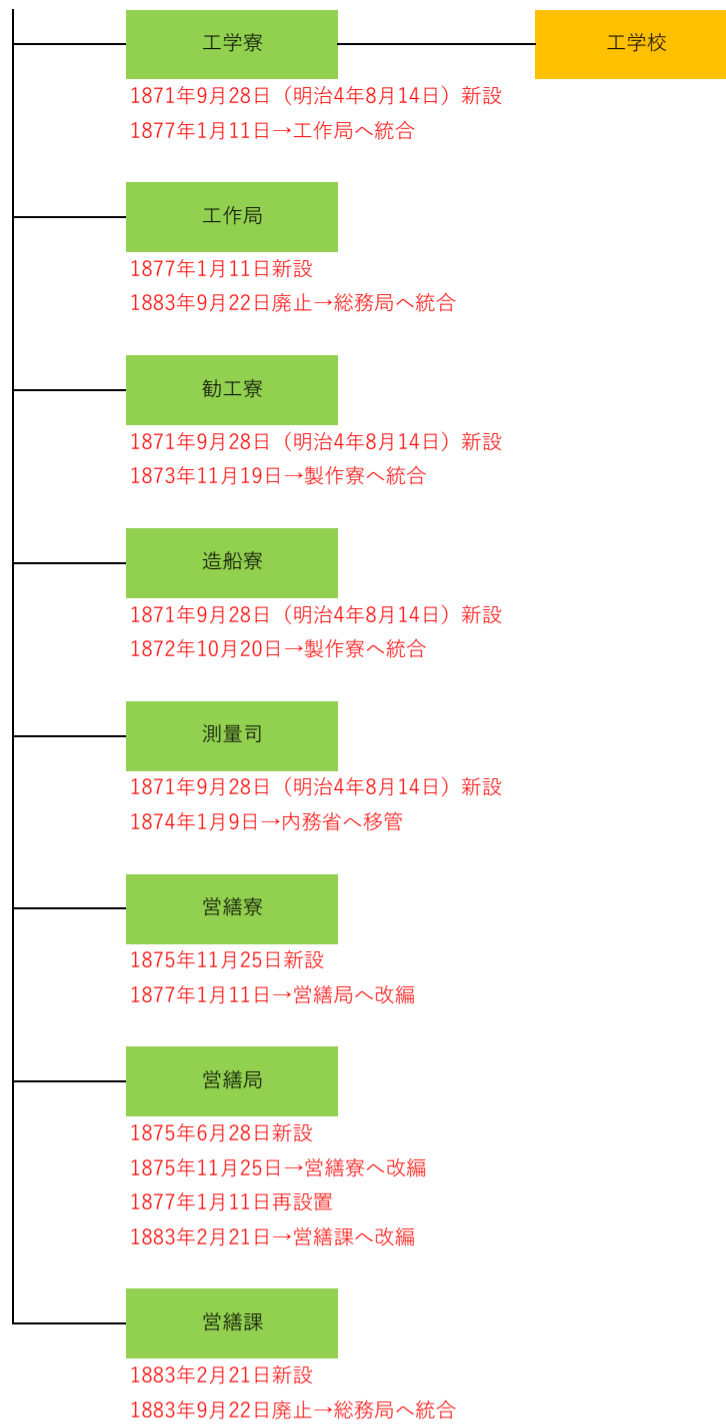 工学寮
工学校
1871年9月28日（明治4年8月14日）新設
1877年1月11日→工作局へ統合
工作局
1877年1月11日新設
1883年9月22日廃止→総務局へ統合
勧工寮
1871年9月28日（明治4年8月14日）新設
1873年11月19日→製作寮へ統合
造船寮
1871年9月28日（明治4年8月14日）新設
1872年10月20日→製作寮へ統合
測量司
1871年9月28日（明治4年8月14日）新設
1874年1月9日→内務省へ移管
営繕寮
1875年11月25日新設
1877年1月11日→営繕局へ改編
営繕局
1875年6月28日新設
1875年11月25日→営繕寮へ改編
1877年1月11日再設置
1883年2月21日→営繕課へ改編
営繕課
1883年2月21日新設
1883年9月22日廃止→総務局へ統合